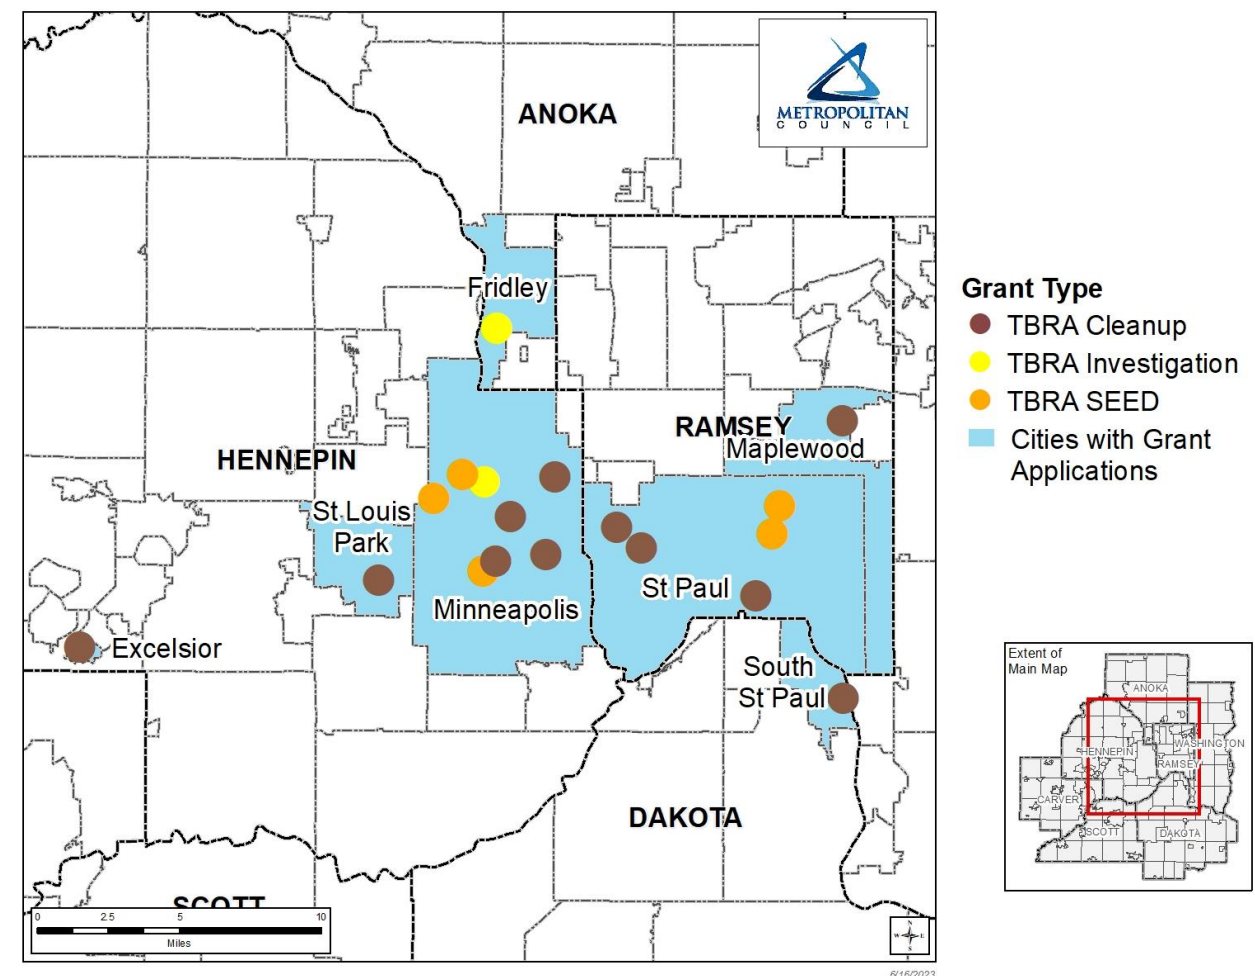 ANOKA
METROPOLITAN
COUNCIL
Fridley
Grant Type
TBRA Cleanup
TBRA Investigation
TBRA SEED
Cities with Grant
Applications
RAMSEY
Maplewood
HENNEPIN
St Louis
Park
St Paul
Minneapolis
Excelsior
South
St Paul
DAKOTA
SCOTT
0 2.5 5 10
Miles
N
W E
S
6/16/2023
Extent of
Main Map
ANOKA
HENNEPIN
WASHINGTON
RAMSEY
CARVER
SCOTT
DAKOTA